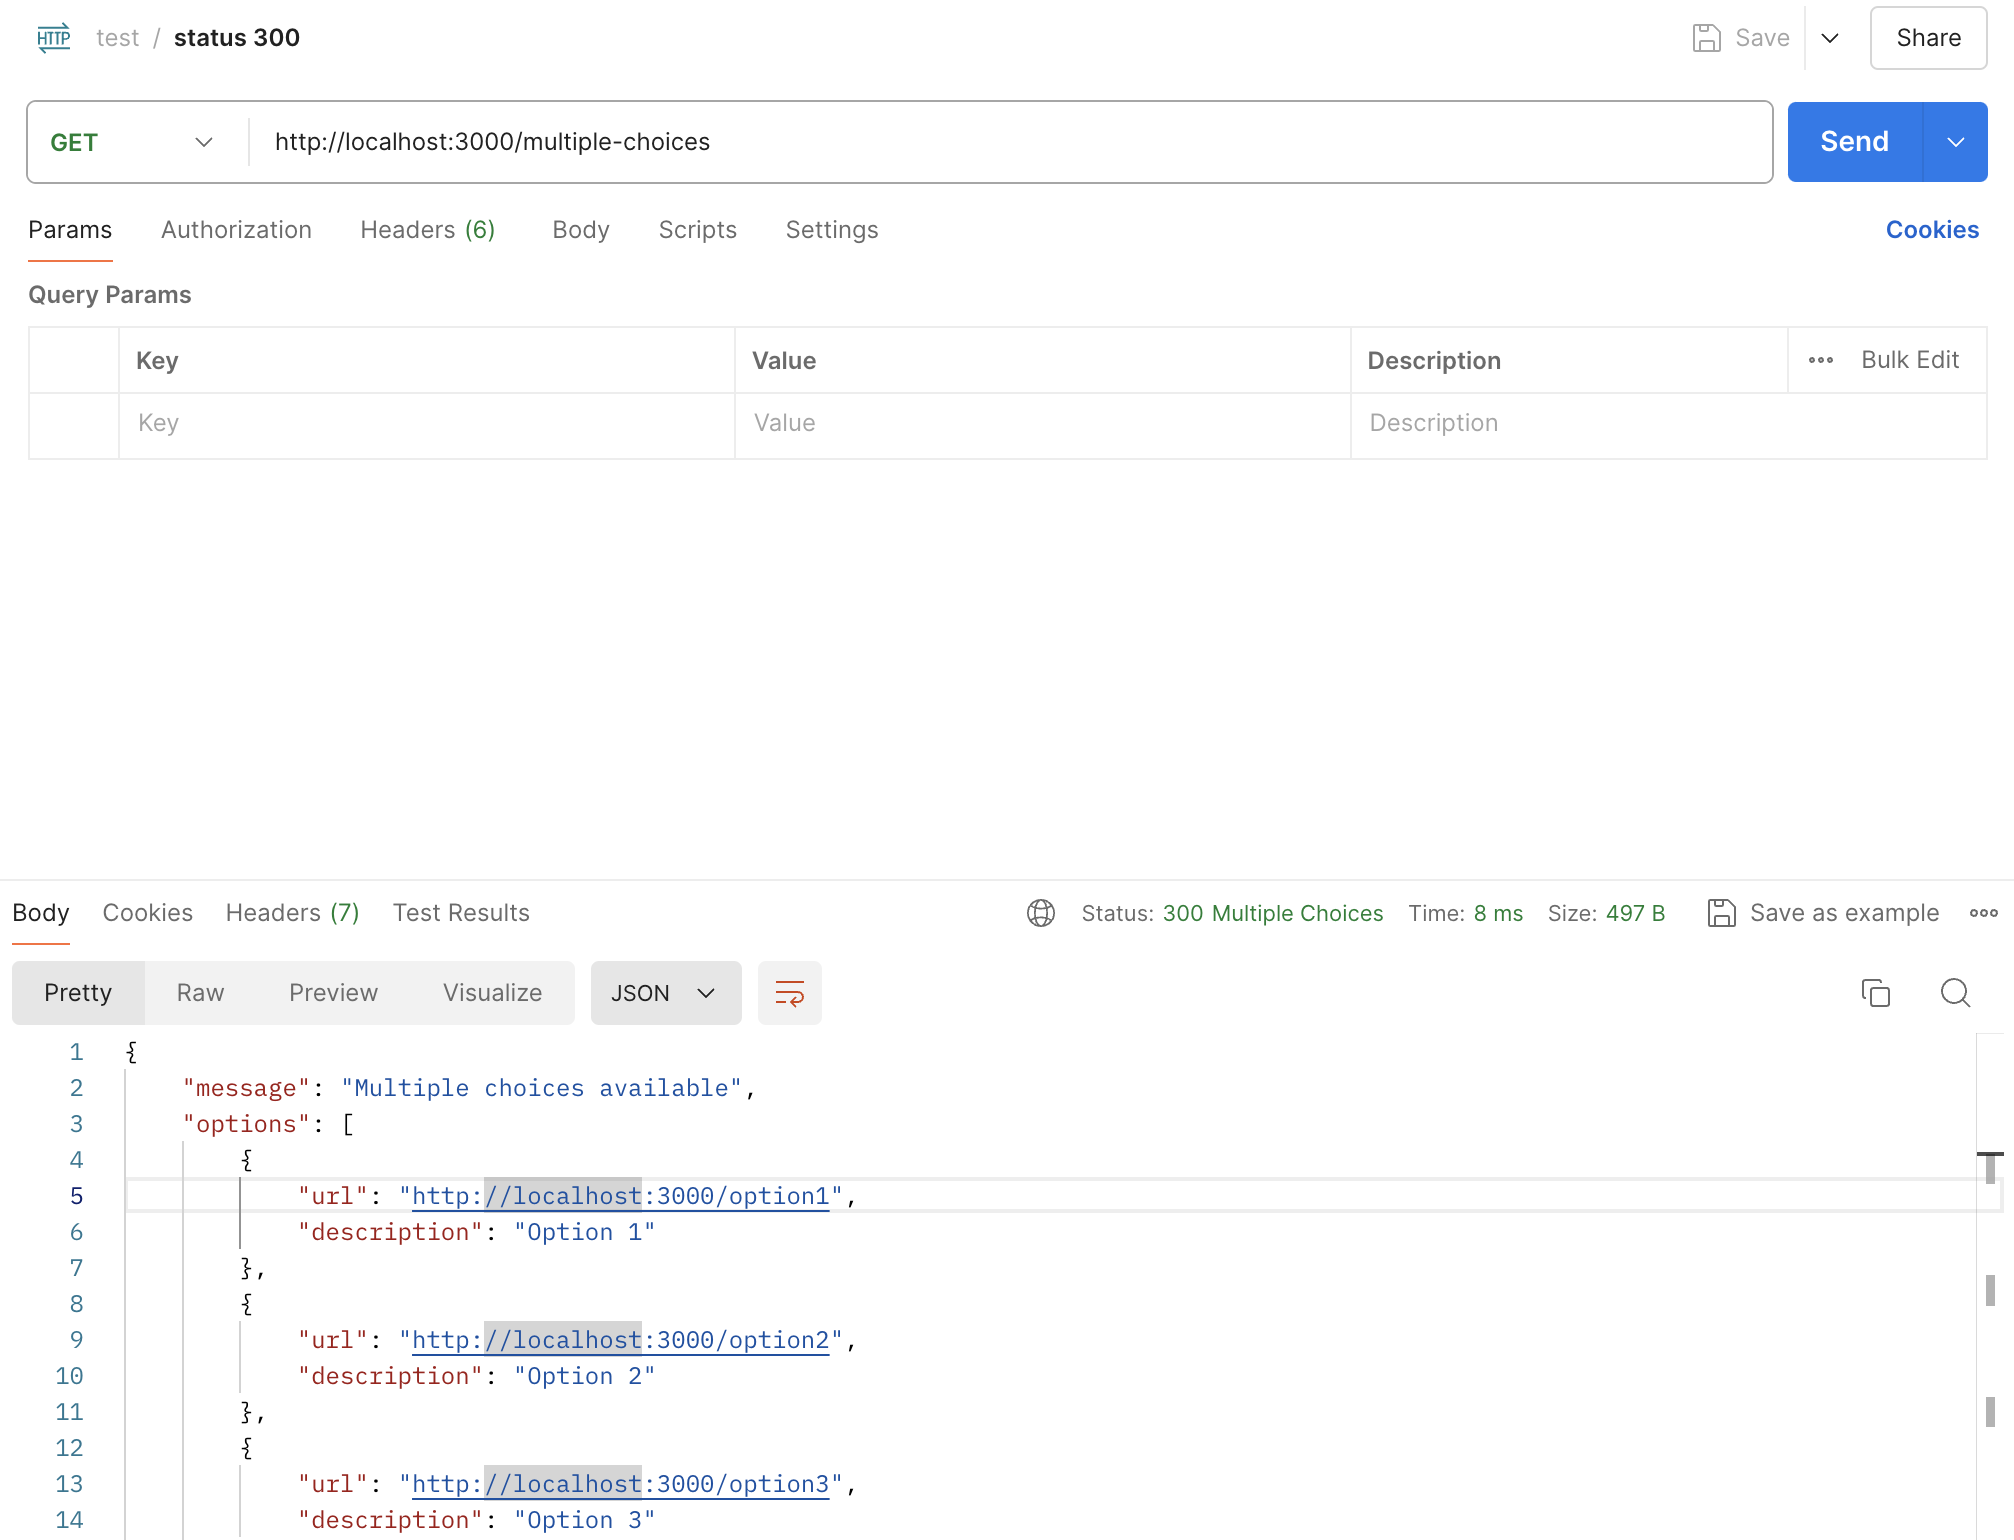 HTTP test / status 300 Save Share
GET http://localhost:3000/multiple-choices Send
Params Authorization Headers (6) Body Scripts Settings Cookies
Query Params
Key Value Description Bulk Edit
Key Value Description
Body Cookies Headers (7) Test Results Status: 300 Multiple Choices Time: 8 ms Size: 497 B Save as example
Pretty Raw Preview Visualize JSON
1 {
2 "message": "Multiple choices available",
3 "options": [
4 {
5 "url": "http://localhost:3000/option1",
6 "description": "Option 1"
7 },
8 {
9 "url": "http://localhost:3000/option2",
10 "description": "Option 2"
11 },
12 {
13 "url": "http://localhost:3000/option3",
14 "description": "Option 3"